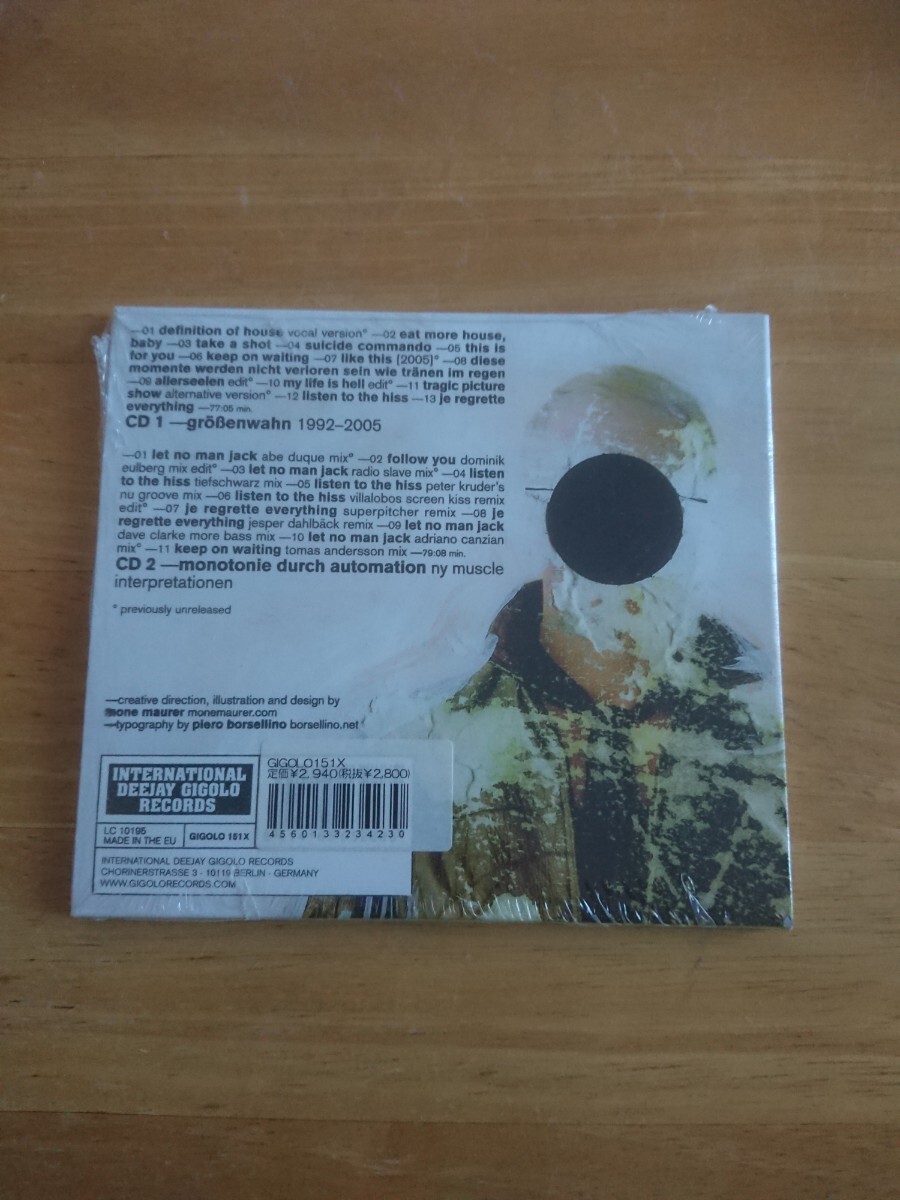 —01 definition of house vocal version° —02 eat more house,
baby —03 take a shot —04 suicide commando —05 this is
for you —06 keep on waiting —07 like this [2005]° —08 diese
momente werden nicht verloren sein wie tränen im regen
—09 allerseelen edit° —10 my life is hell edit° —11 tragic picture
show alternative version° —12 listen to the hiss —13 je regrette
everything —77:05 min.
CD 1 —größenwahn 1992–2005
—01 let no man jack abe duque mix° —02 follow you dominik
eulberg mix edit° —03 let no man jack radio slave mix° —04 listen
to the hiss tiefschwarz mix —05 listen to the hiss peter kruder's
nu groove mix —06 listen to the hiss villalobos screen kiss remix
edit° —07 je regrette everything superpitcher remix —08 je
regrette everything jesper dahlbäck remix —09 let no man jack
dave clarke more bass mix —10 let no man jack adriano canzian
mix° —11 keep on waiting tomas andersson mix —79:08 min.
CD 2 —monotonie durch automation ny muscle
interpretationen
° previously unreleased
—creative direction, illustration and design by
mone maurer monemaurer.com
—typography by piero borsellino borsellino.net
INTERNATIONAL
DEEJAY GIGOLO
RECORDS
LC 10195
MADE IN THE EU
GIGOLO 151X
GIGOLO151X
定価¥2,940(税抜¥2,800)
4560133234230
INTERNATIONAL DEEJAY GIGOLO RECORDS
CHORINERSTRASSE 3 - 10119 BERLIN - GERMANY
WWW.GIGOLORECORDS.COM